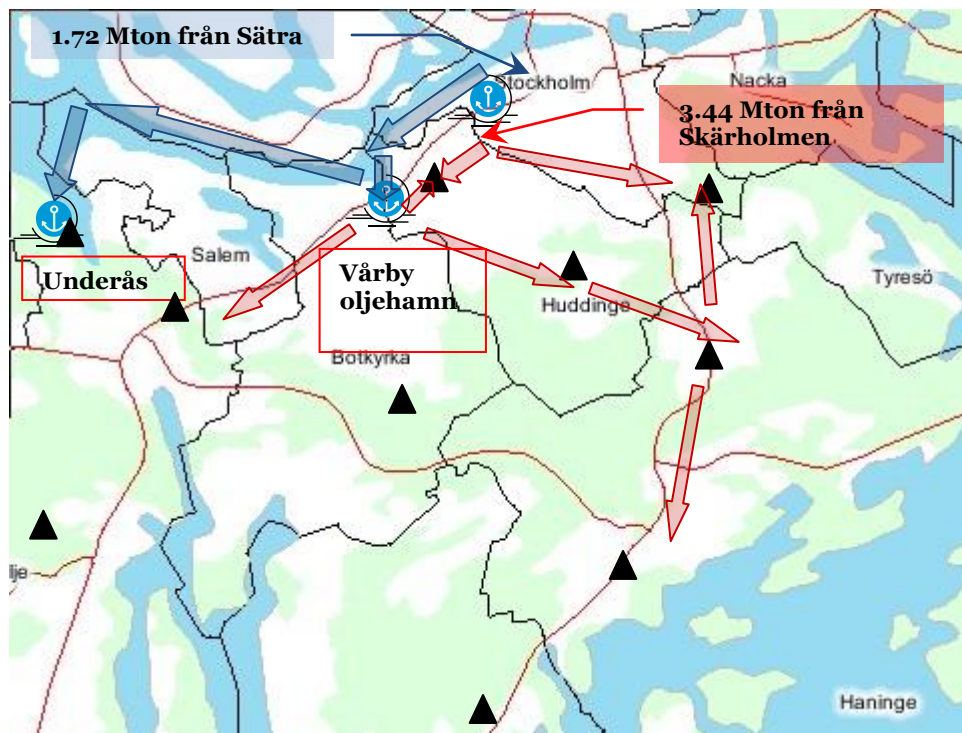 1.72 Mton från Sätra
Stockholm
Nacka
3.44 Mton från
Skärholmen
Salem
Underås
Vårby
oljehamn
Huddinge
Tyresö
Botkyrka
lje
Haninge